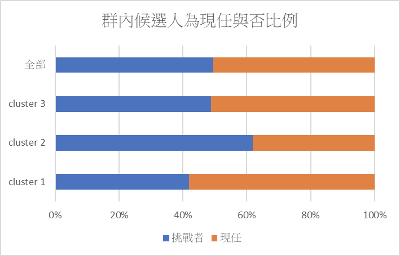 群內候選人為現任與否比例
全部
cluster 3
cluster 2
cluster 1
0% 20% 40% 60% 80% 100%
挑戰者 現任